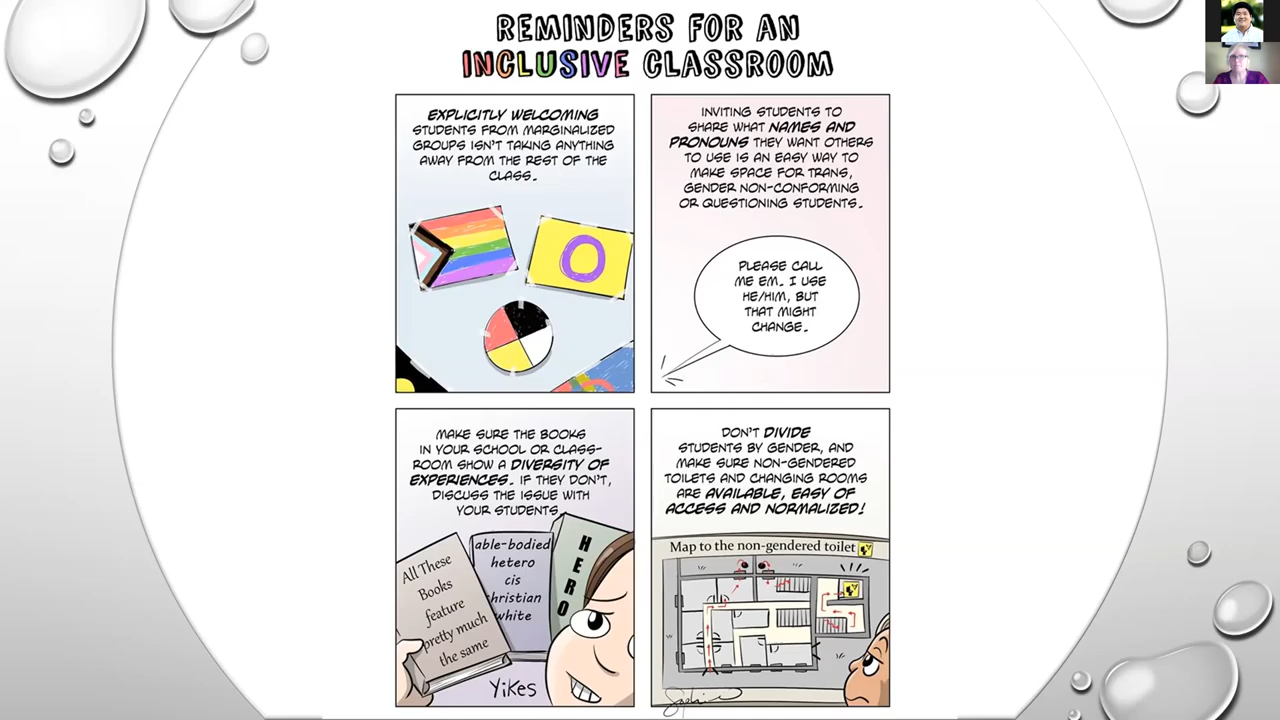 REMINDERS FOR AN
INCLUSIVE CLASSROOM
EXPLICITLY WELCOMING
STUDENTS FROM MARGINALIZED
GROUPS ISN'T TAKING ANYTHING
AWAY FROM THE REST OF THE
CLASS.
INVITING STUDENTS TO
SHARE WHAT NAMES AND
PRONOUNS THEY WANT OTHERS
TO USE IS AN EASY WAY TO
MAKE SPACE FOR TRANS,
GENDER NON-CONFORMING
OR QUESTIONING STUDENTS.
PLEASE CALL
ME EM. I USE
HE/HIM, BUT
THAT MIGHT
CHANGE.
MAKE SURE THE BOOKS
IN YOUR SCHOOL OR CLASS-
ROOM SHOW A DIVERSITY OF
EXPERIENCES. IF THEY DON'T,
DISCUSS THE ISSUE WITH
YOUR STUDENTS.
All These
Books
feature
pretty much
the same
able-bodied
hetero
cis
christian
white
HERO
Yikes
DON'T DIVIDE
STUDENTS BY GENDER, AND
MAKE SURE NON-GENDERED
TOILETS AND CHANGING ROOMS
ARE AVAILABLE, EASY OF
ACCESS AND NORMALIZED!
Map to the non-gendered toilet
Sophie